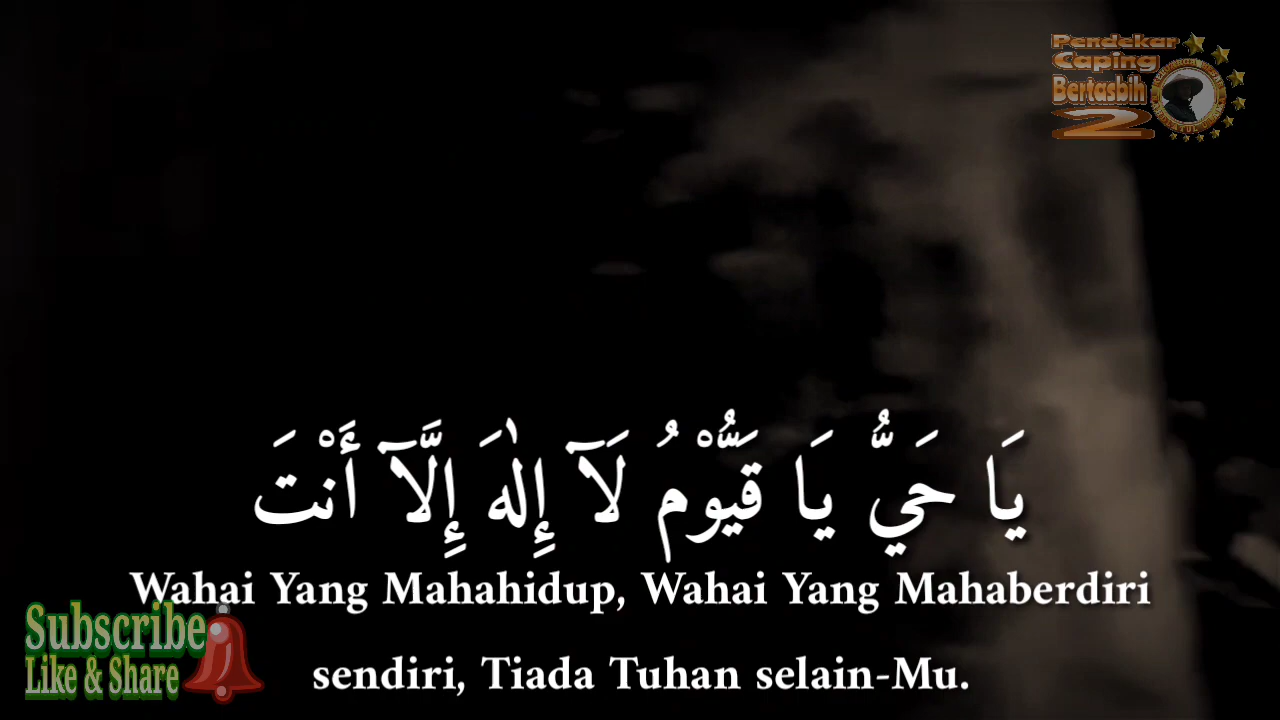 Pendekar
Caping
Bertasbih
2
يَا حَيُّ يَا قَيُّوْمُ لَآ إِلٰهَ إِلَّآ أَنْتَ
Wahai Yang Mahahidup, Wahai Yang Mahaberdiri
sendiri, Tiada Tuhan selain-Mu.
Subscribe
Like & Share